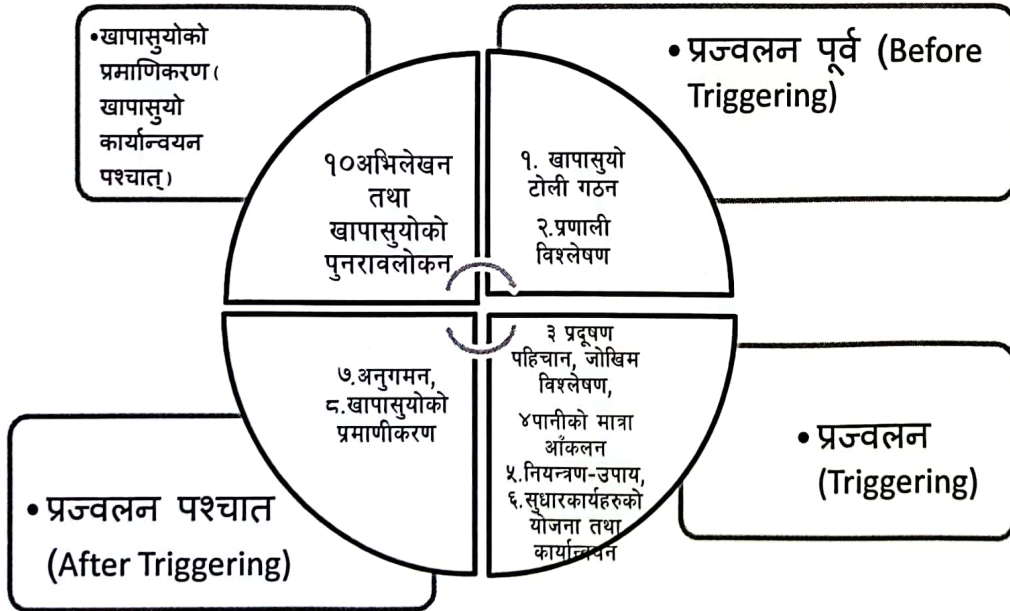 •खापासुयोको
प्रमाणिकरण(
खापासुयो
कार्यान्वयन
पश्चात्)
• प्रज्वलन पूर्व (Before
Triggering)
१०अभिलेखन
तथा
खापासुयोको
पुनरावलोकन
१. खापासुयो
टोली गठन
२.प्रणाली
विश्लेषण
७.अनुगमन,
८.खापासुयोको
प्रमाणीकरण
३ प्रदूषण
पहिचान, जोखिम
विश्लेषण,
४पानीको मात्रा
आँकलन
५.नियन्त्रण-उपाय,
६.सुधारकार्यहरुको
योजना तथा
कार्यान्वयन
• प्रज्वलन पश्चात
(After Triggering)
• प्रज्वलन
(Triggering)